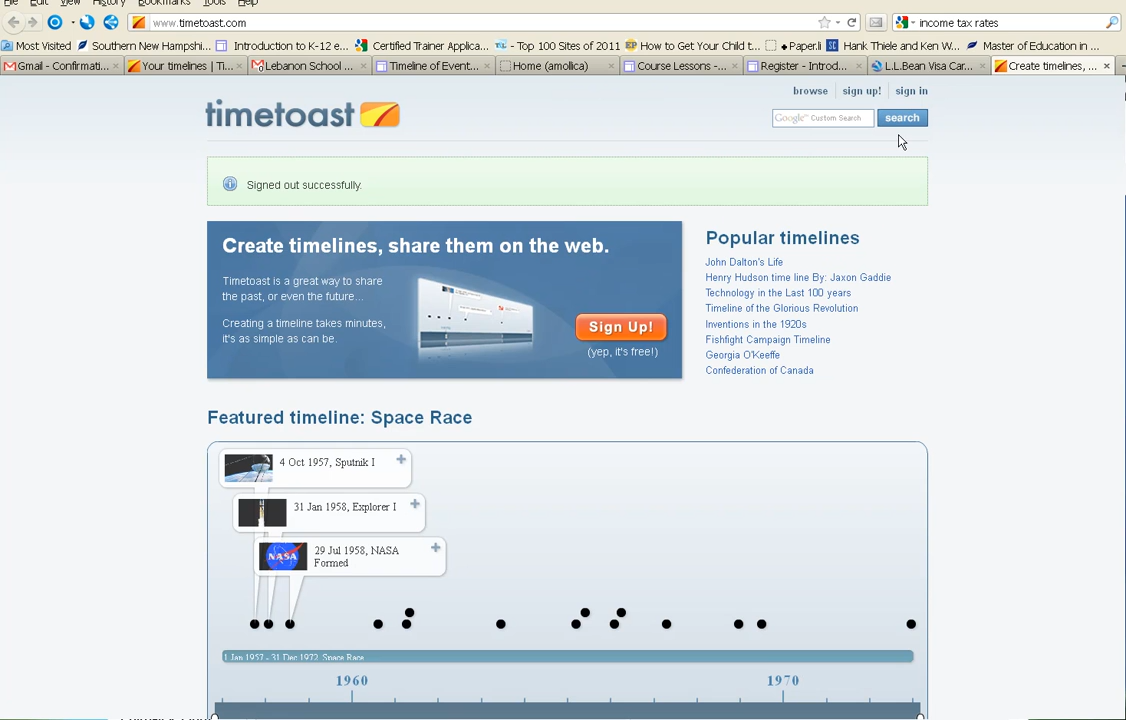 File Edit View History Bookmarks Tools Help
www.timetoast.com
income tax rates
Most Visited Southern New Hampshi... Introduction to K-12 e... Certified Trainer Applica... - Top 100 Sites of 2011 How to Get Your Child t... Paper.li Hank Thiele and Ken W... Master of Education in ...
Gmail - Confirmati... Your timelines | Ti... Lebanon School ... Timeline of Event... Home (amollica) Course Lessons -... Register - Introd... L.L.Bean Visa Car... Create timelines, ...
browse sign up! sign in
timetoast
Google™ Custom Search search
Signed out successfully.
Create timelines, share them on the web.
Timetoast is a great way to share
the past, or even the future...
Creating a timeline takes minutes,
it's as simple as can be.
Sign Up!
(yep, it's free!)
Popular timelines
John Dalton's Life
Henry Hudson time line By: Jaxon Gaddie
Technology in the Last 100 years
Timeline of the Glorious Revolution
Inventions in the 1920s
Fishfight Campaign Timeline
Georgia O'Keeffe
Confederation of Canada
Featured timeline: Space Race
4 Oct 1957, Sputnik I
31 Jan 1958, Explorer I
NASA
29 Jul 1958, NASA
Formed
1 Jan 1957 - 31 Dec 1972, Space Race
1960 1970